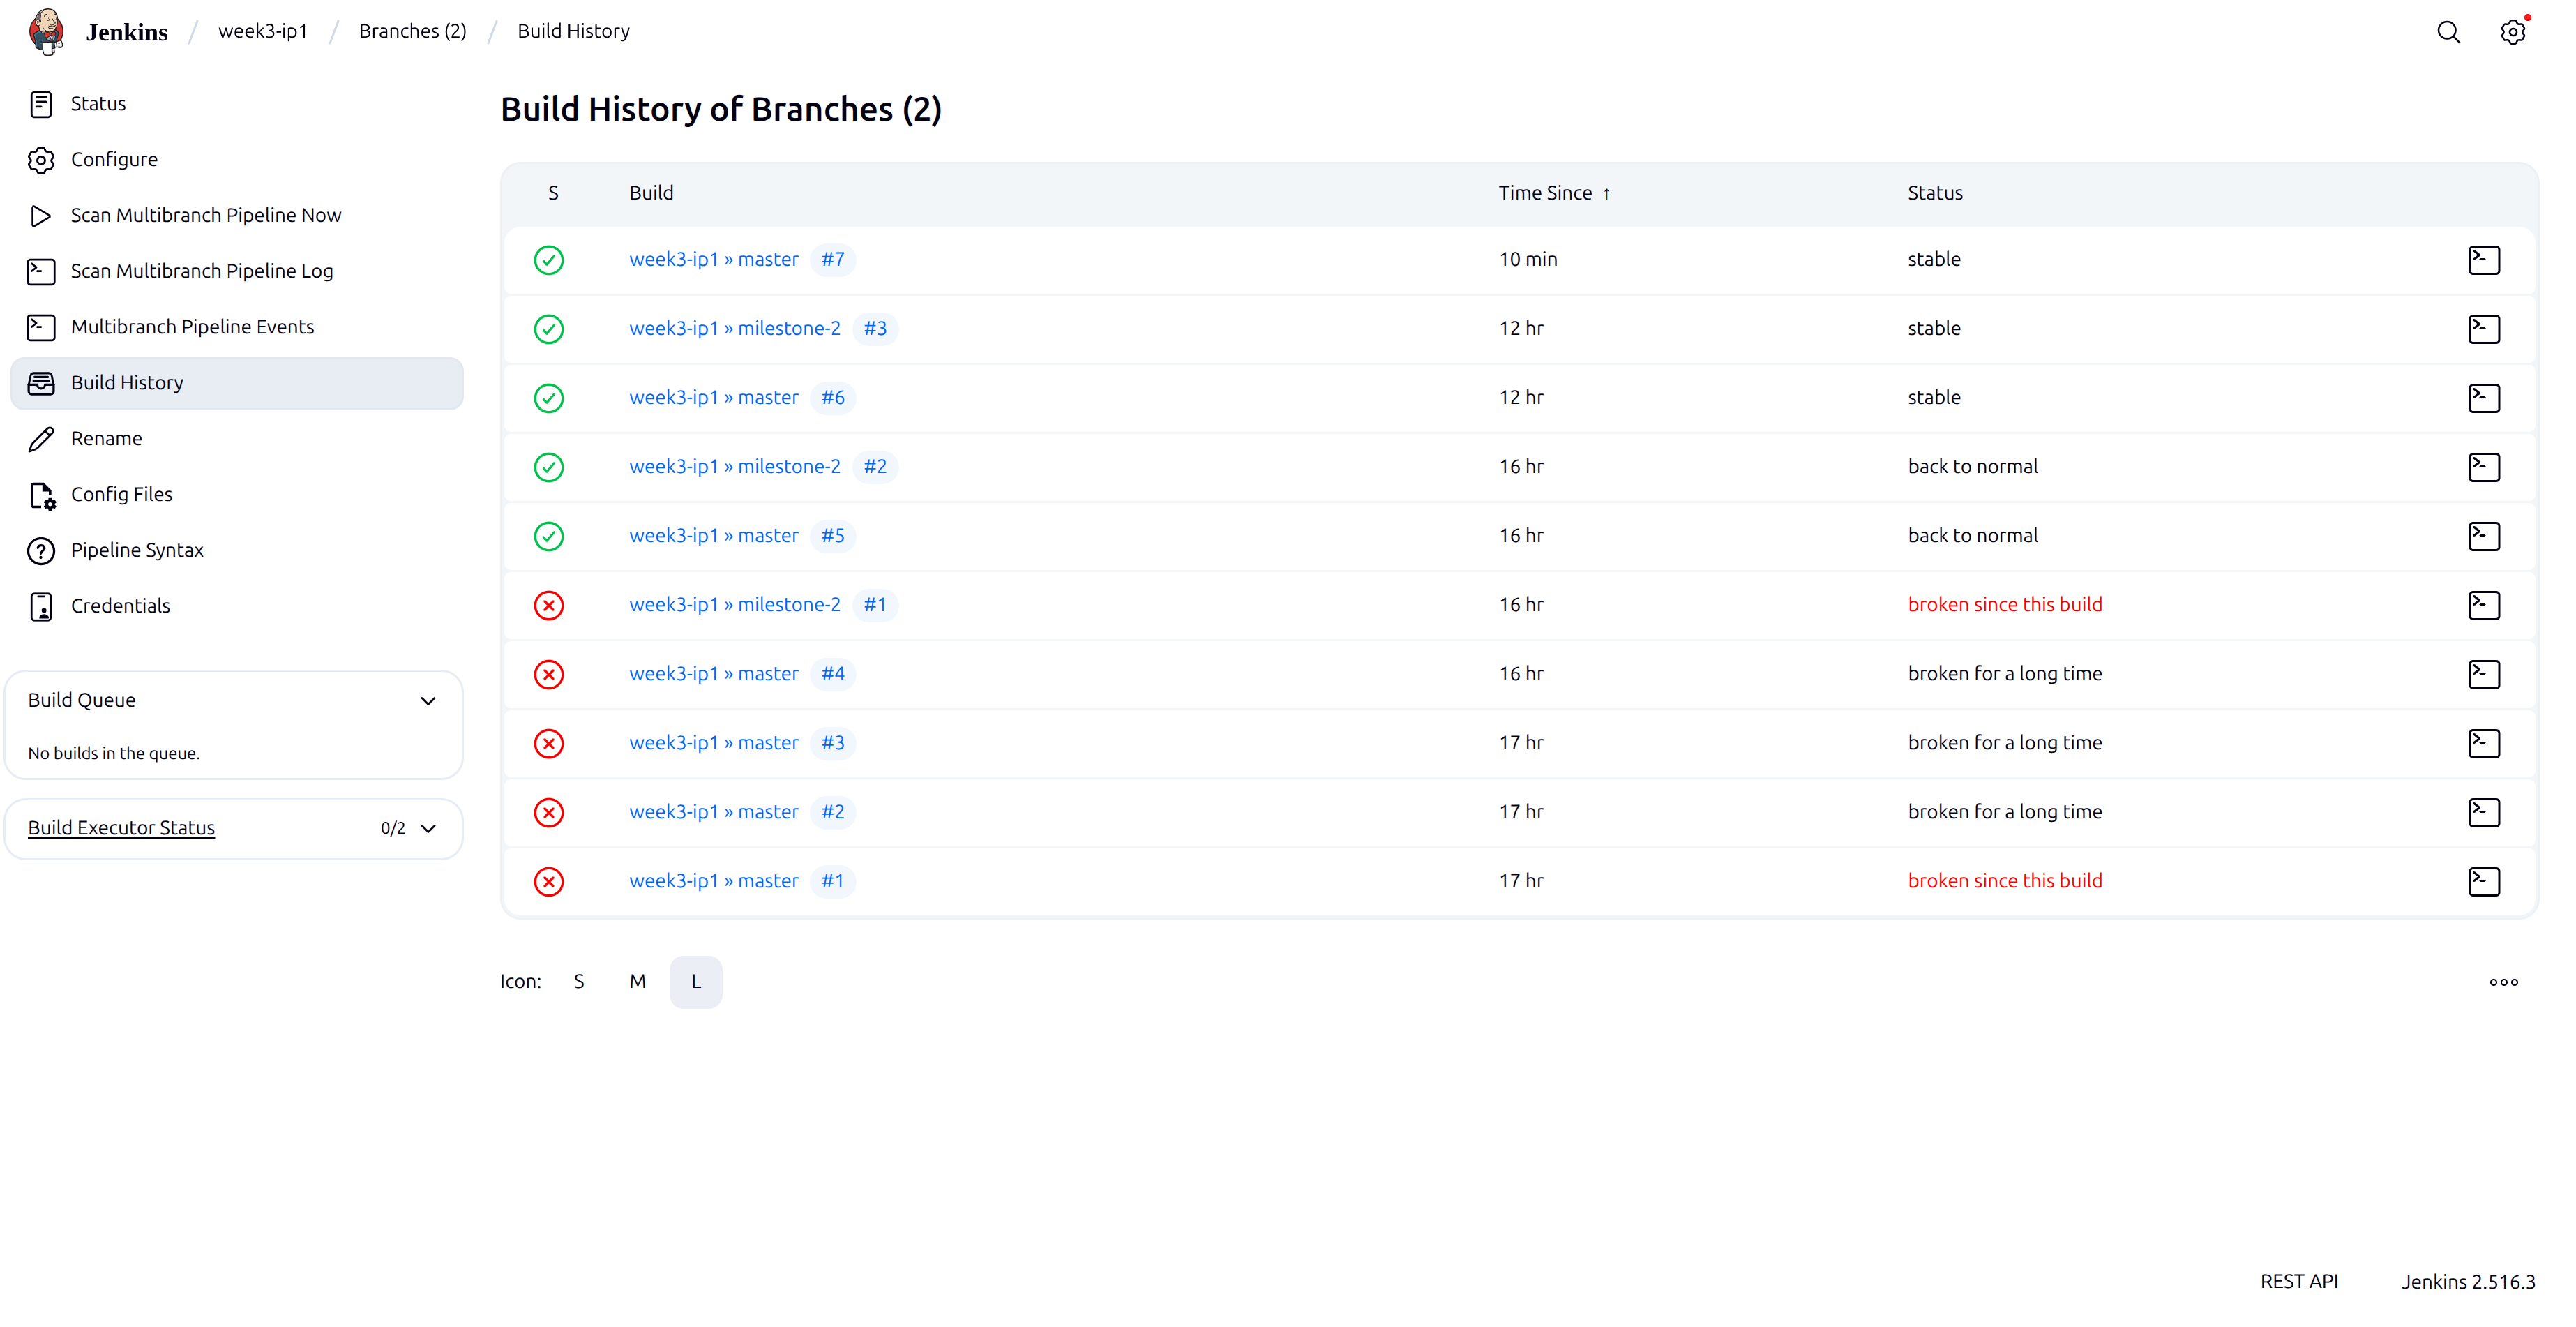 Jenkins / week3-ip1 / Branches (2) / Build History
Status
Configure
Scan Multibranch Pipeline Now
Scan Multibranch Pipeline Log
Multibranch Pipeline Events
Build History
Rename
Config Files
Pipeline Syntax
Credentials
Build Queue
No builds in the queue.
Build Executor Status 0/2
Build History of Branches (2)
S Build Time Since ↑ Status
week3-ip1 » master #7 10 min stable
week3-ip1 » milestone-2 #3 12 hr stable
week3-ip1 » master #6 12 hr stable
week3-ip1 » milestone-2 #2 16 hr back to normal
week3-ip1 » master #5 16 hr back to normal
week3-ip1 » milestone-2 #1 16 hr broken since this build
week3-ip1 » master #4 16 hr broken for a long time
week3-ip1 » master #3 17 hr broken for a long time
week3-ip1 » master #2 17 hr broken for a long time
week3-ip1 » master #1 17 hr broken since this build
Icon: S M L
REST API Jenkins 2.516.3